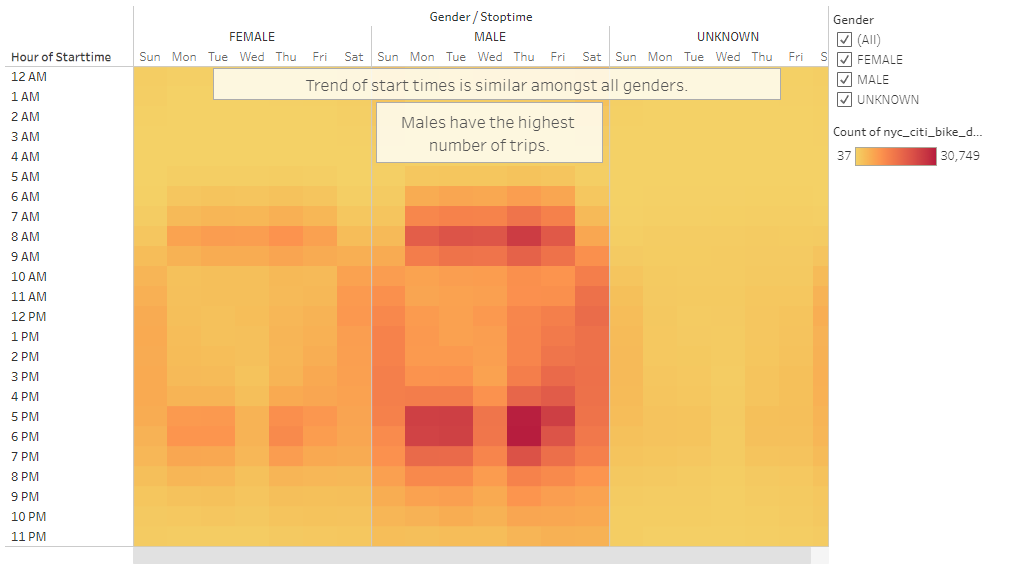 Gender / Stoptime
FEMALE MALE UNKNOWN
Hour of Starttime Sun Mon Tue Wed Thu Fri Sat Sun Mon Tue Wed Thu Fri Sat Sun Mon Tue Wed Thu Fri S
12 AM
1 AM
2 AM
3 AM
4 AM
5 AM
6 AM
7 AM
8 AM
9 AM
10 AM
11 AM
12 PM
1 PM
2 PM
3 PM
4 PM
5 PM
6 PM
7 PM
8 PM
9 PM
10 PM
11 PM
Trend of start times is similar amongst all genders.
Males have the highest
number of trips.
Gender
(All)
FEMALE
MALE
UNKNOWN
Count of nyc_citi_bike_d...
37 30,749